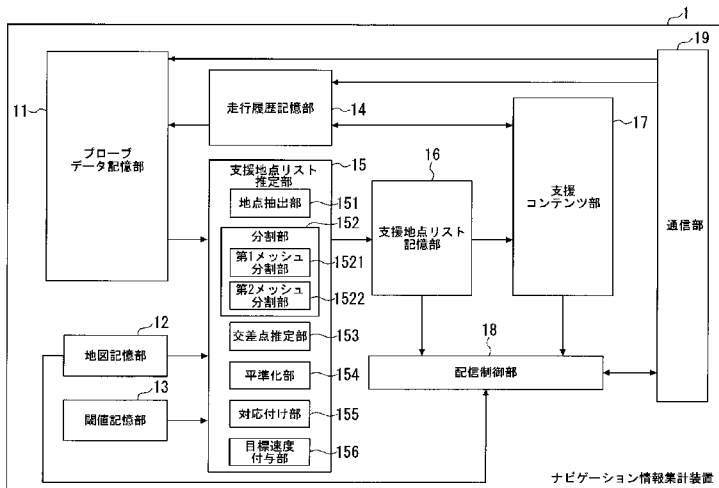 1
19
11
プローブ
データ記憶部
走行履歴記憶部
14
17
15
支援地点リスト
推定部
地点抽出部
151
152
分割部
第1メッシュ
分割部
1521
第2メッシュ
分割部
1522
交差点推定部
153
平準化部
154
対応付け部
155
目標速度
付与部
156
16
支援地点リスト
記憶部
支援
コンテンツ部
通信部
12
地図記憶部
13
閾値記憶部
18
配信制御部
ナビゲーション情報集計装置